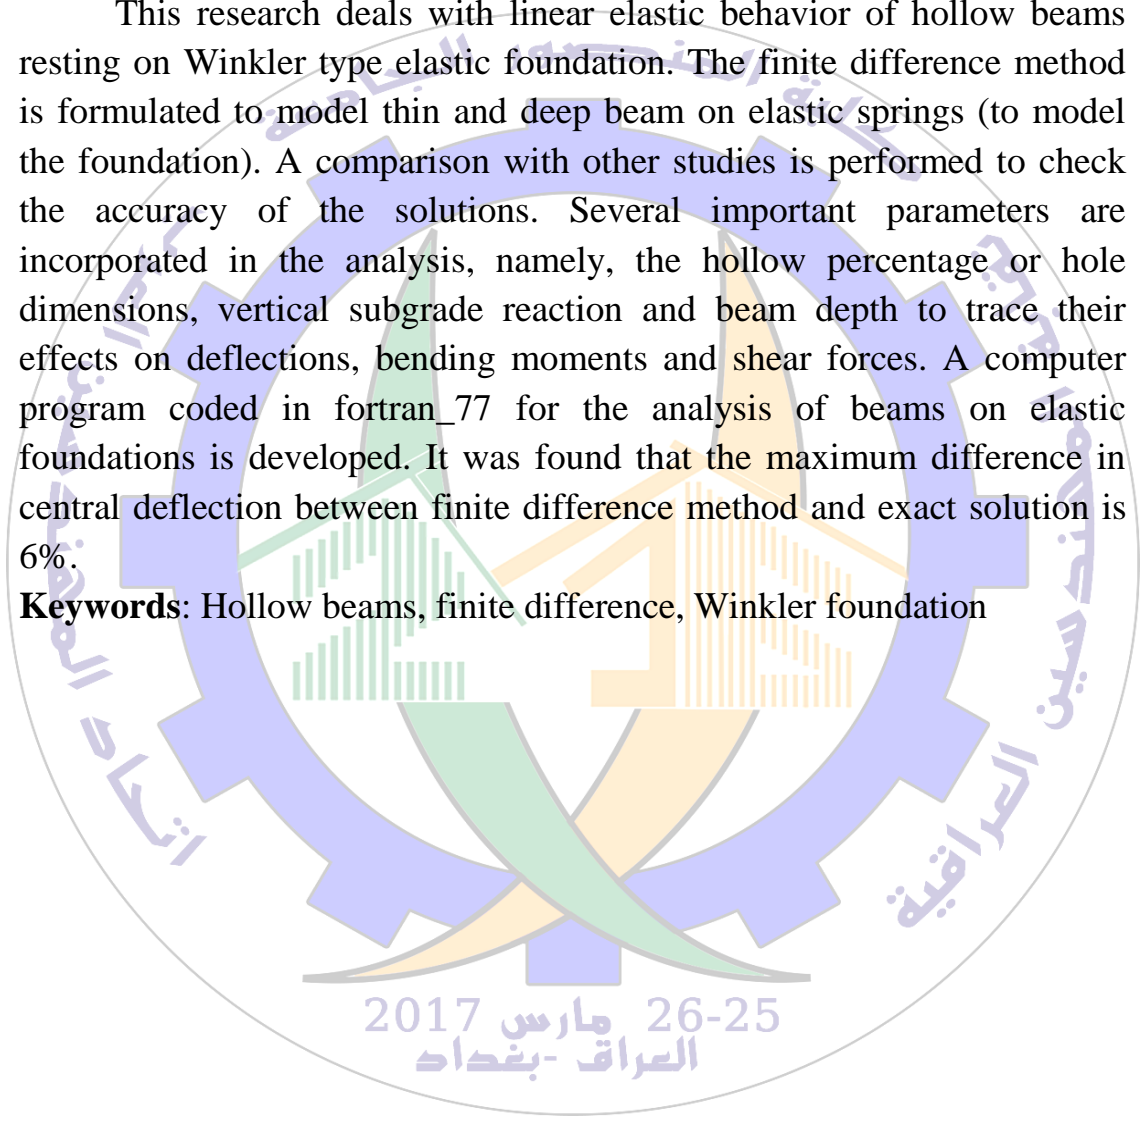 This research deals with linear elastic behavior of hollow beams
resting on Winkler type elastic foundation. The finite difference method
is formulated to model thin and deep beam on elastic springs (to model
the foundation). A comparison with other studies is performed to check
the accuracy of the solutions. Several important parameters are
incorporated in the analysis, namely, the hollow percentage or hole
dimensions, vertical subgrade reaction and beam depth to trace their
effects on deflections, bending moments and shear forces. A computer
program coded in fortran_77 for the analysis of beams on elastic
foundations is developed. It was found that the maximum difference in
central deflection between finite difference method and exact solution is
6%.
Keywords: Hollow beams, finite difference, Winkler foundation
كلية المنصور الجامعة
اتحاد
العراقية
25-26 مارس 2017
العراق -بغداد